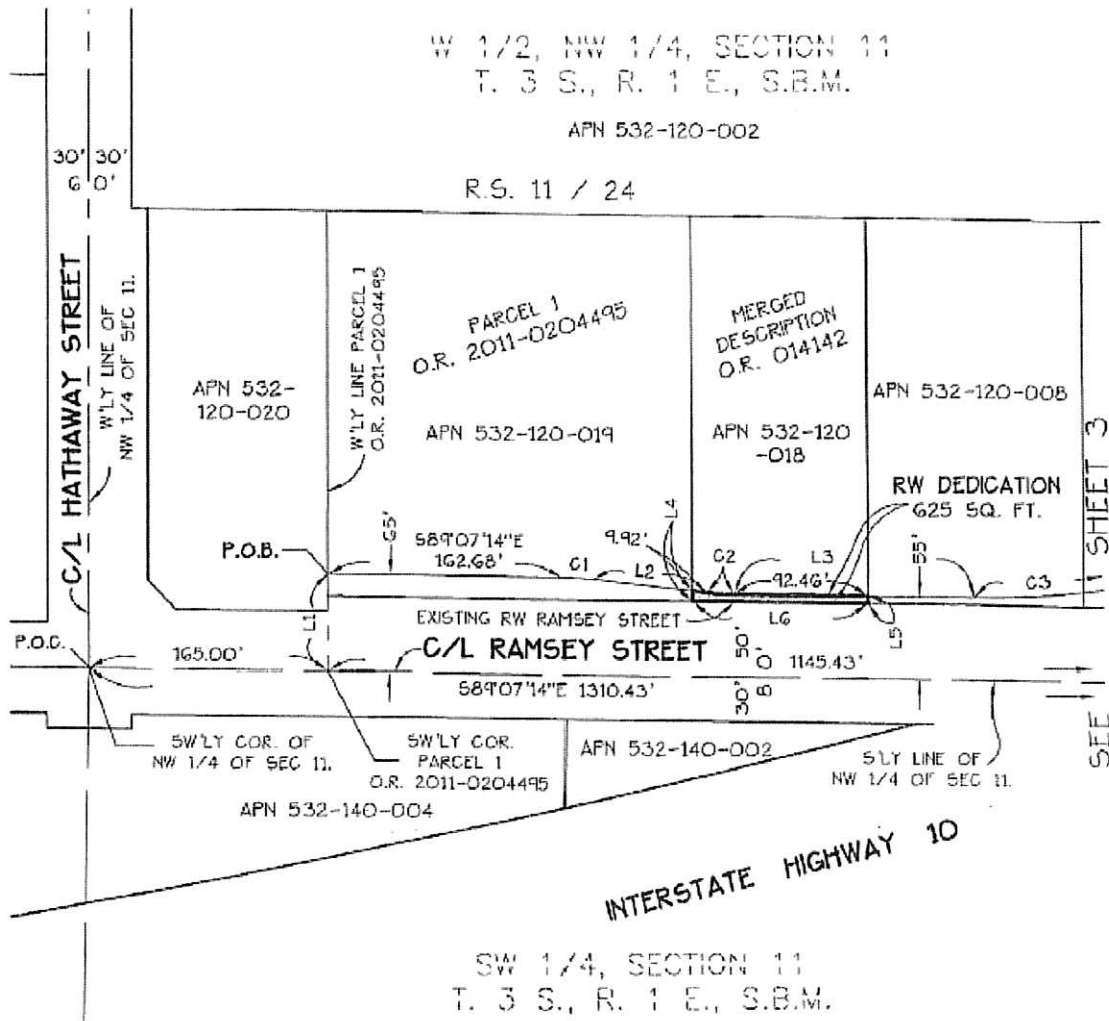 W 1/2, NW 1/4, SECTION 11
T. 3 S., R. 1 E., S.B.M.
APN 532-120-002
30' 30'
60'
R.S. 11 / 24
C/L HATHAWAY STREET
W'LY LINE OF
NW 1/4 OF SEC 11.
APN 532-
120-020
W'LY LINE PARCEL 1
O.R. 2011-0204495
PARCEL 1
O.R. 2011-0204495
APN 532-120-019
MERGED
DESCRIPTION
O.R. 014142
APN 532-120
-018
APN 532-120-008
SHEET 3
RW DEDICATION
625 SQ. FT.
P.O.B.
S89°07'14"E
162.68'
65'
C1
L2
9.92'
L4
C2
L3
92.46'
55'
C3
L1
EXISTING RW RAMSEY STREET
L6
L5
P.O.C.
165.00'
C/L RAMSEY STREET
50'
30'
80'
1145.43'
S89°07'14"E 1310.43'
SEE
SW'LY COR. OF
NW 1/4 OF SEC 11.
SW'LY COR.
PARCEL 1
O.R. 2011-0204495
APN 532-140-002
S'LY LINE OF
NW 1/4 OF SEC 11.
APN 532-140-004
INTERSTATE HIGHWAY 10
SW 1/4, SECTION 11
T. 3 S., R. 1 E., S.B.M.